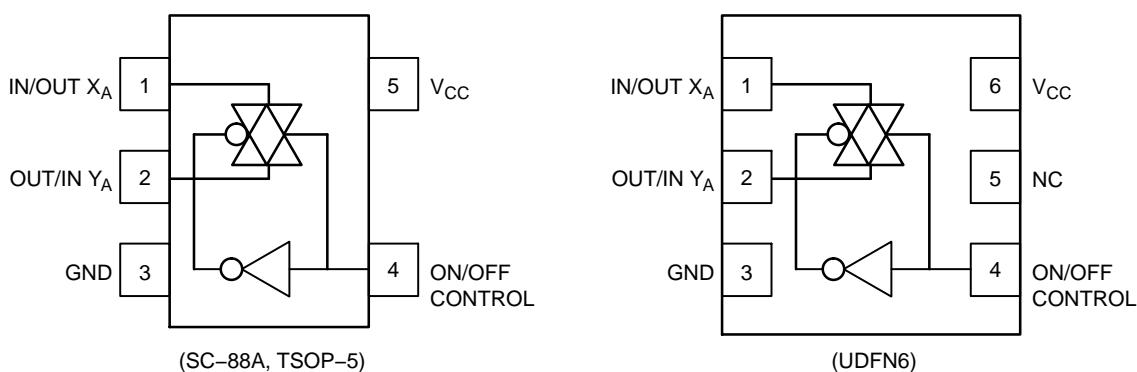 IN/OUT XA
1
5
VCC
OUT/IN YA
2
GND
3
4
ON/OFF
CONTROL
(SC−88A, TSOP−5)
IN/OUT XA
1
6
VCC
OUT/IN YA
2
5
NC
GND
3
4
ON/OFF
CONTROL
(UDFN6)